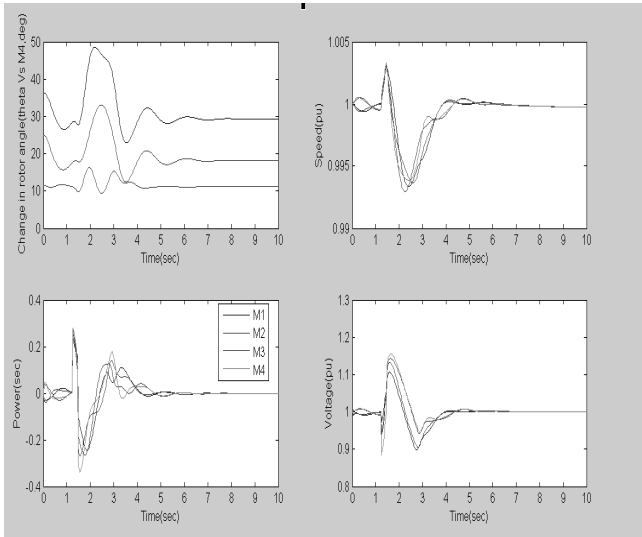 Change in rotor angle(theta Vs M4,deg)
50
40
30
20
10
0
0 1 2 3 4 5 6 7 8 9 10
Time(sec)
Speed(pu)
1.005
1
0.995
0.99
0 1 2 3 4 5 6 7 8 9 10
Time(sec)
Power(sec)
0.4
0.2
0
-0.2
-0.4
M1
M2
M3
M4
0 1 2 3 4 5 6 7 8 9 10
Time(sec)
Voltage(pu)
1.3
1.2
1.1
1
0.9
0.8
0 1 2 3 4 5 6 7 8 9 10
Time(sec)